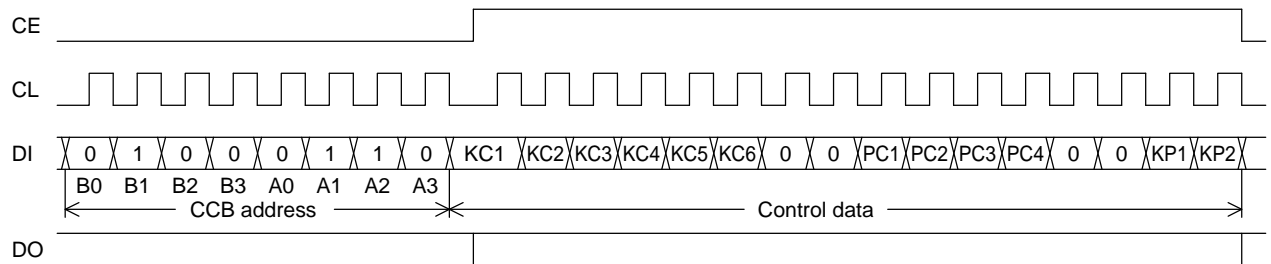 CE
CL
DI 0 1 0 0 0 1 1 0 KC1 KC2 KC3 KC4 KC5 KC6 0 0 PC1 PC2 PC3 PC4 0 0 KP1 KP2
B0 B1 B2 B3 A0 A1 A2 A3
CCB address Control data
DO